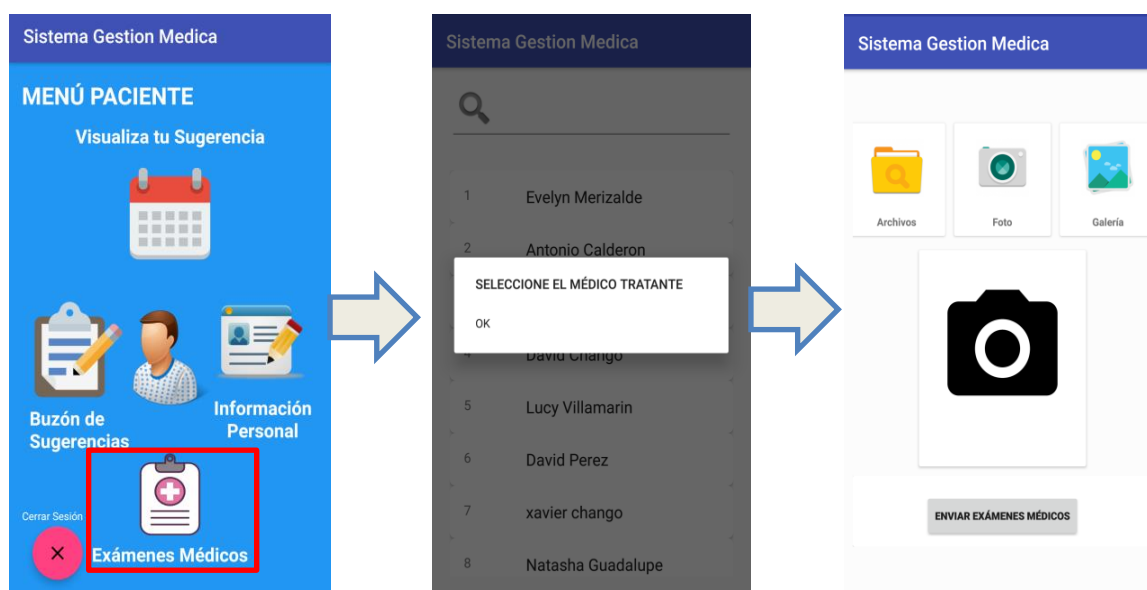 Sistema Gestion Medica
MENÚ PACIENTE
Visualiza tu Sugerencia
Buzón de
Sugerencias
Información
Personal
Cerrar Sesión
Exámenes Médicos
Sistema Gestion Medica
1 Evelyn Merizalde
2 Antonio Calderon
SELECCIONE EL MÉDICO TRATANTE
OK
David Chango
5 Lucy Villamarin
6 David Perez
7 xavier chango
8 Natasha Guadalupe
Sistema Gestion Medica
Archivos
Foto
Galería
ENVIAR EXÁMENES MÉDICOS